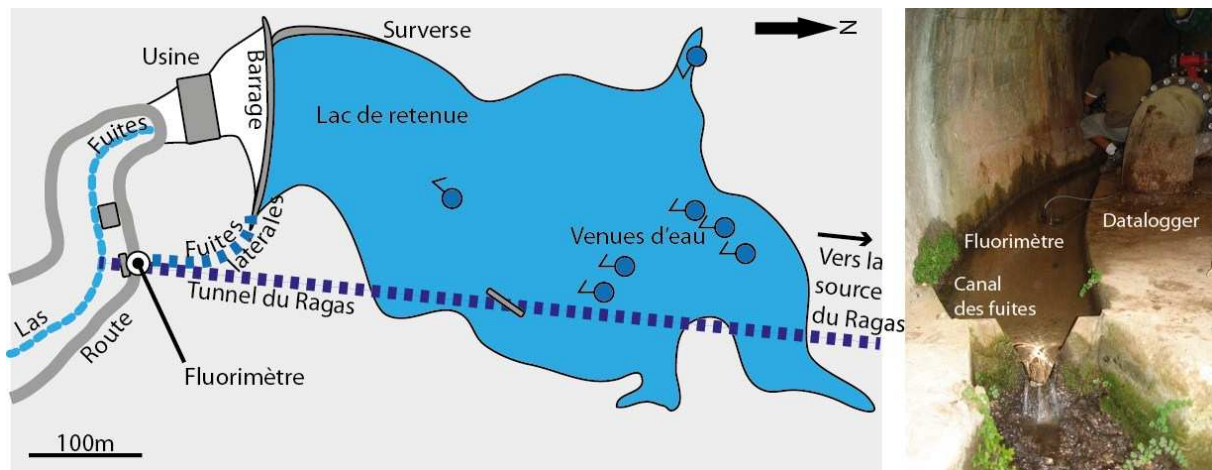 Surverse
N
Usine
Barrage
Lac de retenue
Fuites
Fuites
latérales
Venues d'eau
Vers la
source
du Ragas
Tunnel du Ragas
Las
Route
Fluorimètre
100m
Datalogger
Fluorimètre
Canal
des fuites